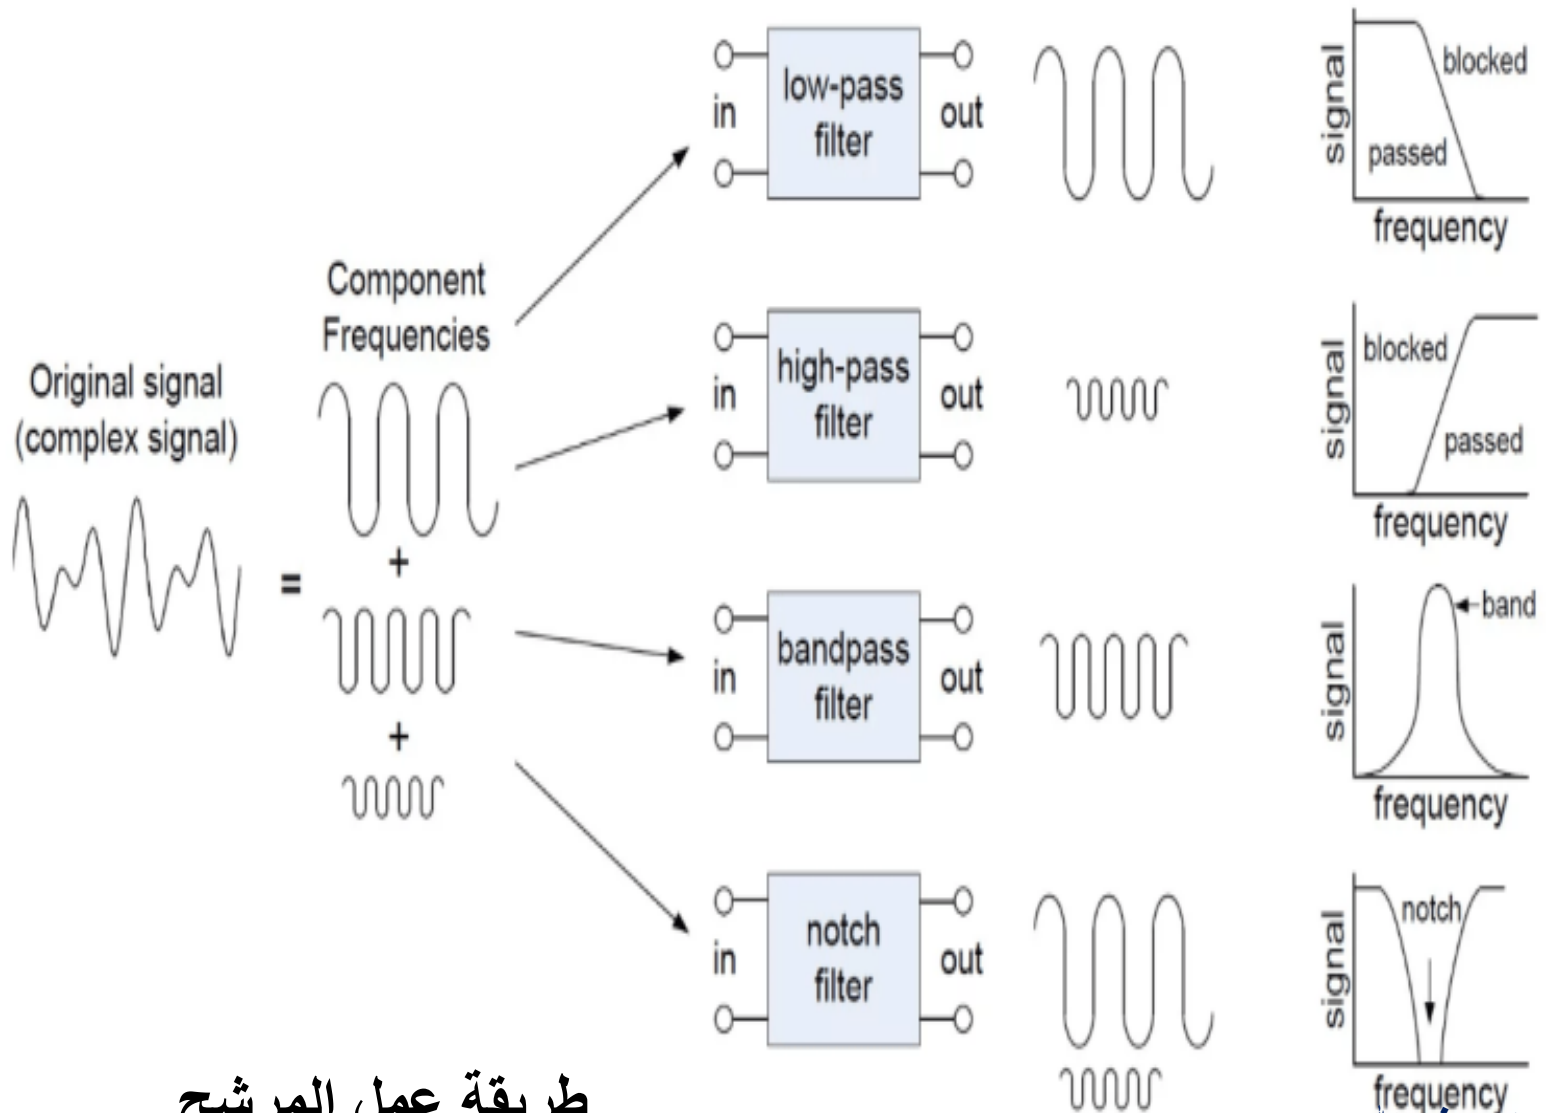 Original signal
(complex signal)
=
Component
Frequencies
+
+
in
low-pass
filter
out
signal
blocked
passed
frequency
in
high-pass
filter
out
signal
blocked
passed
frequency
in
bandpass
filter
out
signal
band
frequency
in
notch
filter
out
signal
notch
frequency
طريقة عمل المرشح